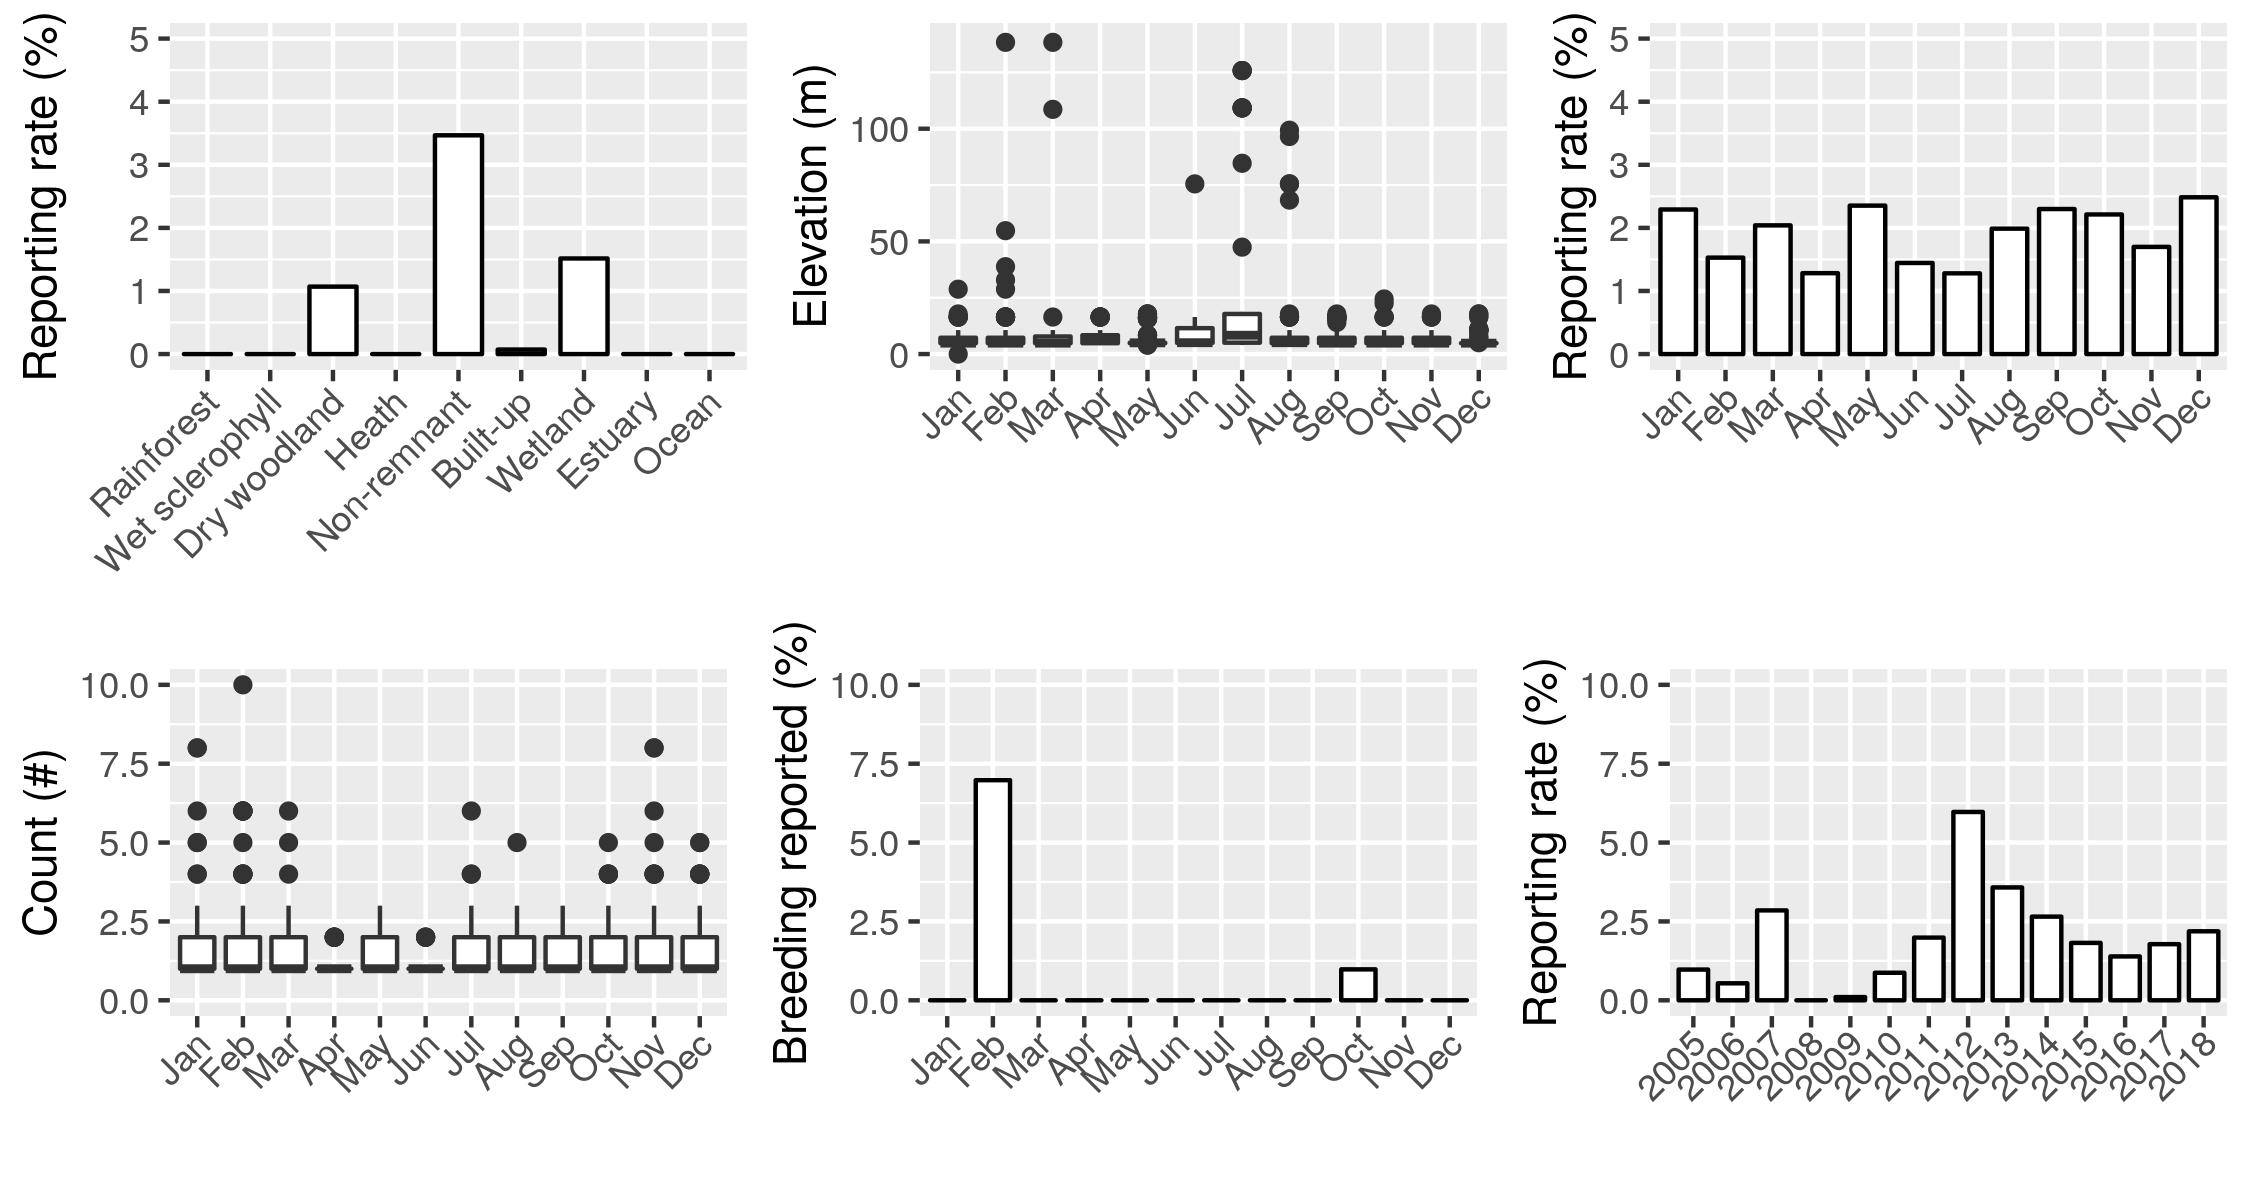 Reporting rate (%)
5
4
3
2
1
0
Rainforest
Wet sclerophyll
Dry woodland
Heath
Non-remnant
Built-up
Wetland
Estuary
Ocean
Elevation (m)
100
50
0
Jan
Feb
Mar
Apr
May
Jun
Jul
Aug
Sep
Oct
Nov
Dec
Reporting rate (%)
5
4
3
2
1
0
Jan
Feb
Mar
Apr
May
Jun
Jul
Aug
Sep
Oct
Nov
Dec
Count (#)
10.0
7.5
5.0
2.5
0.0
Jan
Feb
Mar
Apr
May
Jun
Jul
Aug
Sep
Oct
Nov
Dec
Breeding reported (%)
10.0
7.5
5.0
2.5
0.0
Jan
Feb
Mar
Apr
May
Jun
Jul
Aug
Sep
Oct
Nov
Dec
Reporting rate (%)
10.0
7.5
5.0
2.5
0.0
2005
2006
2007
2008
2009
2010
2011
2012
2013
2014
2015
2016
2017
2018